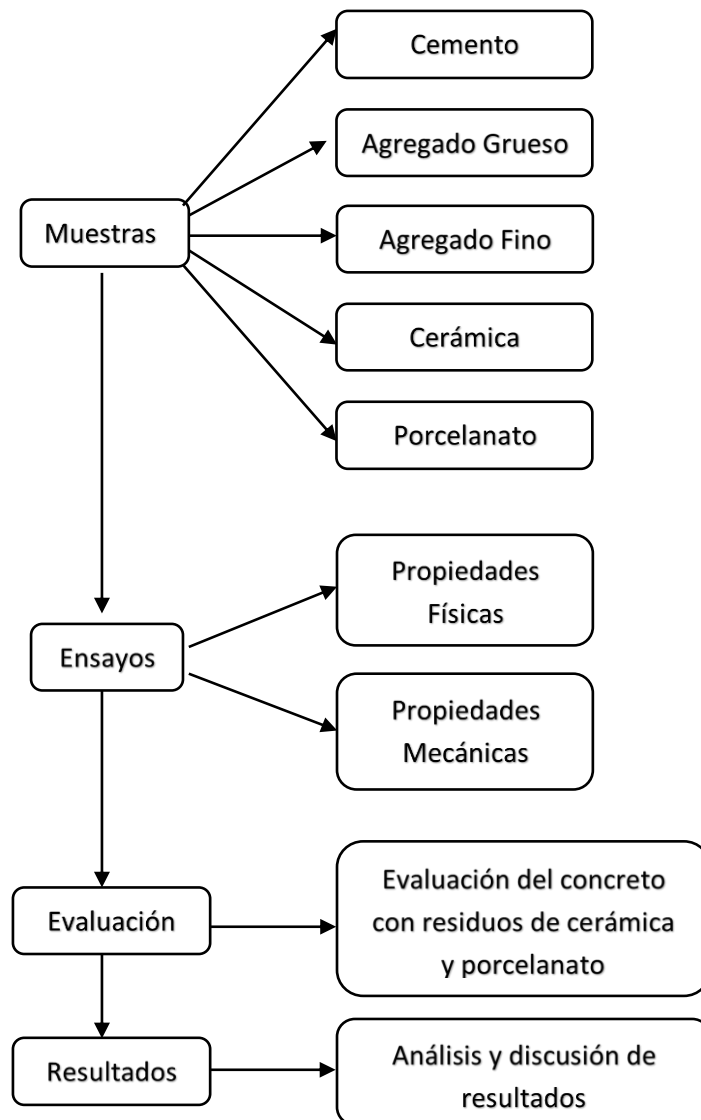 Cemento
Agregado Grueso
Muestras
Agregado Fino
Cerámica
Porcelanato
Propiedades
Físicas
Ensayos
Propiedades
Mecánicas
Evaluación
Evaluación del concreto
con residuos de cerámica
y porcelanato
Resultados
Análisis y discusión de
resultados